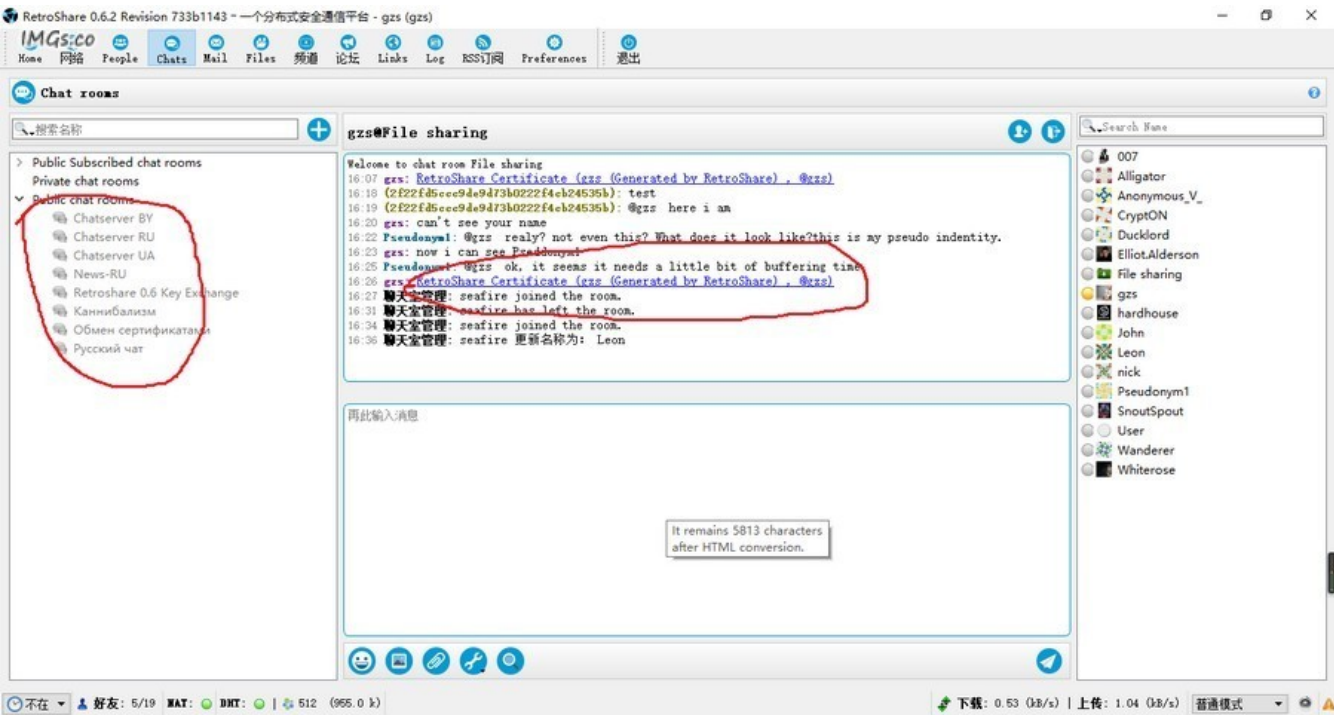 RetroShare 0.6.2 Revision 733b1143 - 一个分布式安全通信平台 - gzs (gzs)
IMGs.co
Home 网络 People Chats Mail Files 频道 论坛 Links Log RSS订阅 Preferences 退出
Chat rooms
搜索名称
Public Subscribed chat rooms
Private chat rooms
Public chat rooms
Chatserver BY
Chatserver RU
Chatserver UA
News-RU
Retroshare 0.6 Key Exchange
Каннибализм
Обмен сертификатами
Русский чат
gzs@File sharing
Welcome to chat room File sharing
16:07 gzs: RetroShare Certificate (gzs (Generated by RetroShare) , @gzs)
16:18 (2f22fd5ccc9de9d73b0222f4cb24535b): test
16:19 (2f22fd5ccc9de9d73b0222f4cb24535b): @gzs here i am
16:20 gzs: can't see your name
16:22 Pseudonym1: @gzs realy? not even this? What does it look like?this is my pseudo indentity.
16:23 gzs: now i can see Pseddonym1
16:25 Pseudonym1: @gzs ok, it seems it needs a little bit of buffering time
16:26 gzs: RetroShare Certificate (gzs (Generated by RetroShare) , @gzs)
16:27 聊天室管理: seafire joined the room.
16:31 聊天室管理: seafire has left the room.
16:34 聊天室管理: seafire joined the room.
16:36 聊天室管理: seafire 更新名称为: Leon
再此输入消息
It remains 5813 characters
after HTML conversion.
Search Name
007
Alligator
Anonymous_V_
CryptON
Ducklord
Elliot.Alderson
File sharing
gzs
hardhouse
John
Leon
nick
Pseudonym1
SnoutSpout
User
Wanderer
Whiterose
不在 好友: 5/19 NAT: DHT: | 512 (955.0 k) 下载: 0.53 (kB/s) | 上传: 1.04 (kB/s) 普通模式